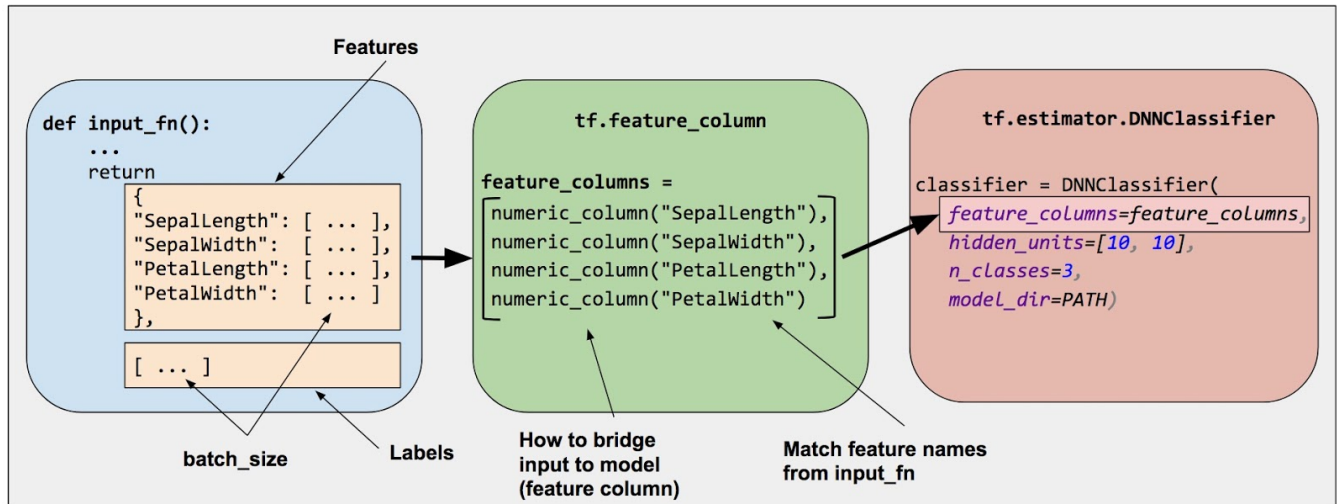 Features
def input_fn():
...
return
{
"SepalLength": [ ... ],
"SepalWidth": [ ... ],
"PetalLength": [ ... ],
"PetalWidth": [ ... ]
},
[ ... ]
batch_size
Labels
tf.feature_column
feature_columns =
numeric_column("SepalLength"),
numeric_column("SepalWidth"),
numeric_column("PetalLength"),
numeric_column("PetalWidth")
How to bridge
input to model
(feature column)
Match feature names
from input_fn
tf.estimator.DNNClassifier
classifier = DNNClassifier(
feature_columns=feature_columns,
hidden_units=[10, 10],
n_classes=3,
model_dir=PATH)